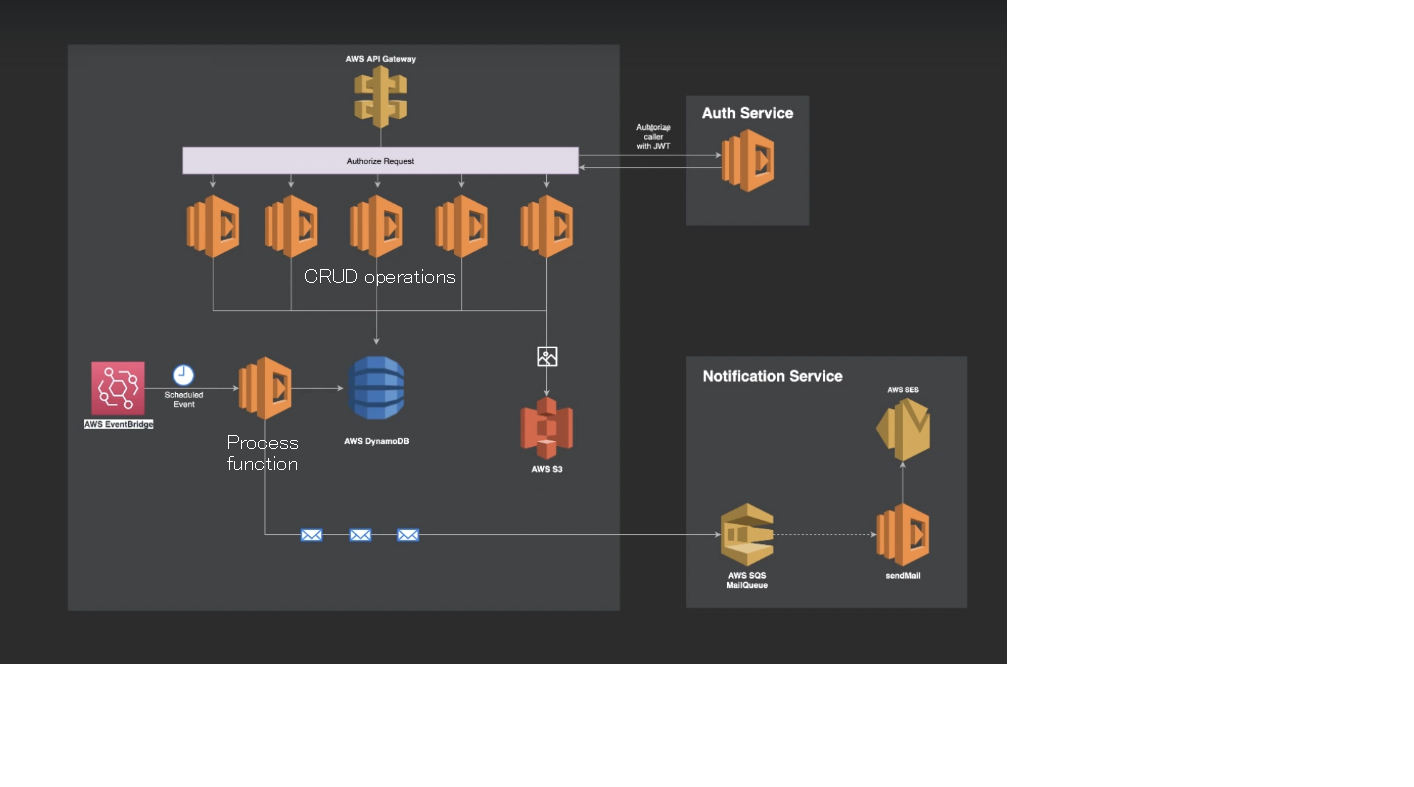 AWS API Gateway
Authorize Request
Authorize
caller
with JWT
Auth Service
CRUD operations
Scheduled
Event
AWS EventBridge
Process
function
AWS DynamoDB
AWS S3
Notification Service
AWS SES
AWS SQS
MailQueue
sendMail